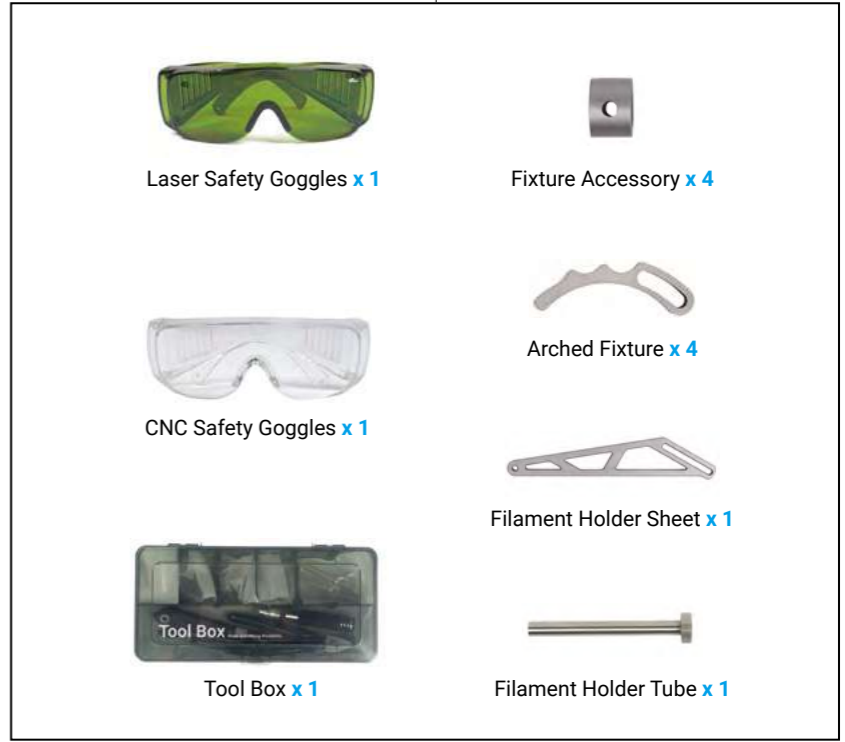 Laser Safety Goggles x 1
Fixture Accessory x 4
Arched Fixture x 4
CNC Safety Goggles x 1
Filament Holder Sheet x 1
Tool Box
Tool Box x 1
Filament Holder Tube x 1